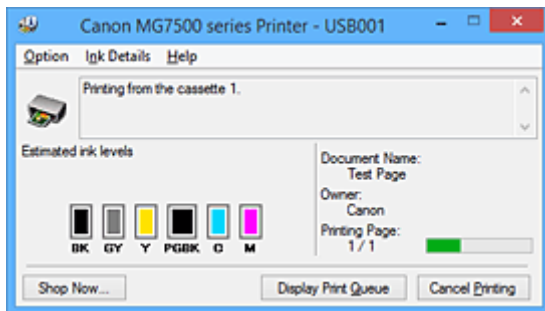 Canon MG7500 series Printer - USB001
Option Ink Details Help
Printing from the cassette 1.
Estimated ink levels
Document Name:
Test Page
Owner:
Canon
Printing Page:
1 / 1
BK GY Y PGBK C M
Shop Now... Display Print Queue Cancel Printing